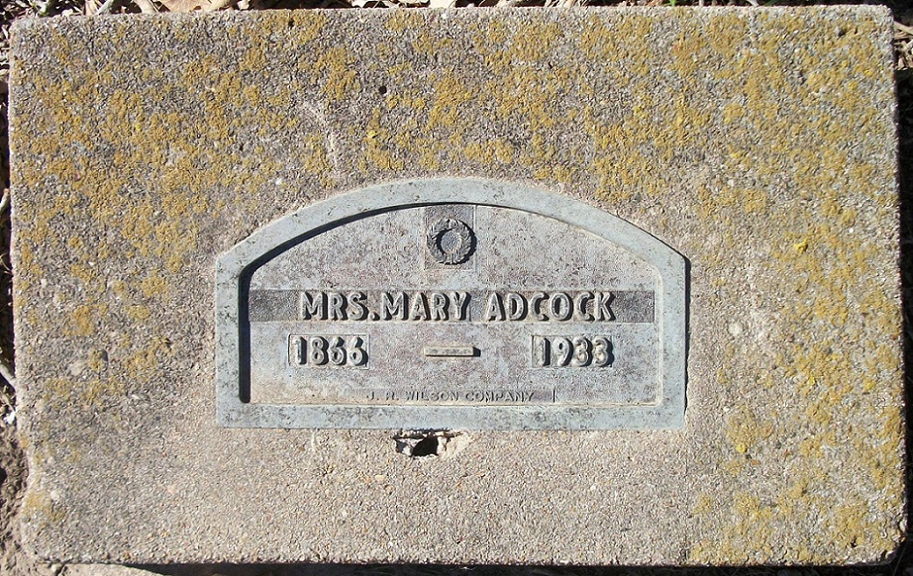 MRS. MARY ADCOCK
1866 — 1933
J. R. WILSON COMPANY